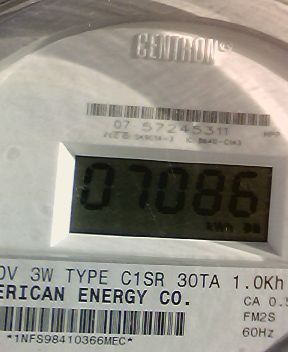 CENTRON®
07 57245311
07086
kWh
0V 3W TYPE C1SR 30TA 1.0Kh
ERICAN ENERGY CO.
CA 0.5
FM2S
60Hz
*1NFS98410366MEC*